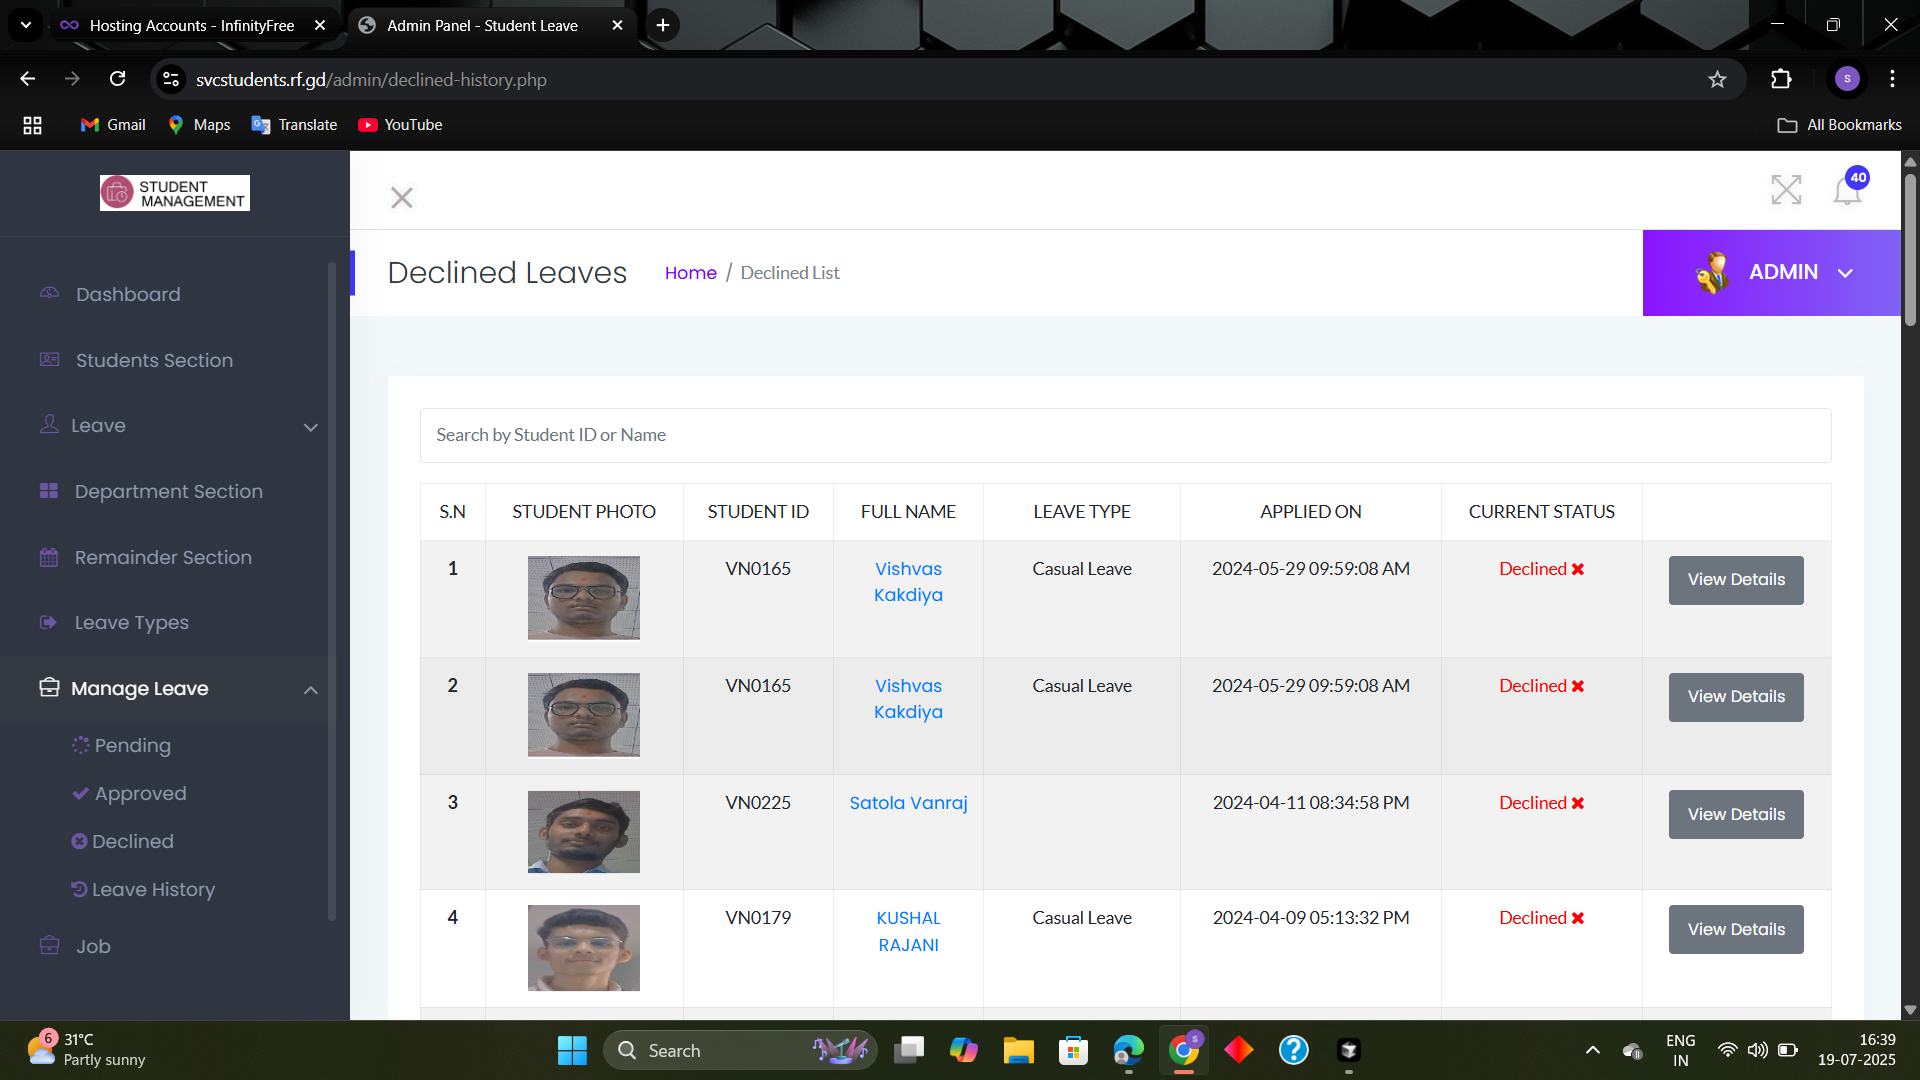 Hosting Accounts - InfinityFree
Admin Panel - Student Leave
svcstudents.rf.gd/admin/declined-history.php
S
Gmail
Maps
Translate
YouTube
All Bookmarks
STUDENT
MANAGEMENT
40
Declined Leaves
Home / Declined List
ADMIN
Dashboard
Students Section
Leave
Department Section
Remainder Section
Leave Types
Manage Leave
Pending
Approved
Declined
Leave History
Job
Search by Student ID or Name
S.N STUDENT PHOTO STUDENT ID FULL NAME LEAVE TYPE APPLIED ON CURRENT STATUS
1 VN0165 Vishvas Casual Leave 2024-05-29 09:59:08 AM Declined View Details
Kakdiya
2 VN0165 Vishvas Casual Leave 2024-05-29 09:59:08 AM Declined View Details
Kakdiya
3 VN0225 Satola Vanraj 2024-04-11 08:34:58 PM Declined View Details
4 VN0179 KUSHAL Casual Leave 2024-04-09 05:13:32 PM Declined View Details
RAJANI
6
31°C
Partly sunny
Search
S
ENG
IN
16:39
19-07-2025